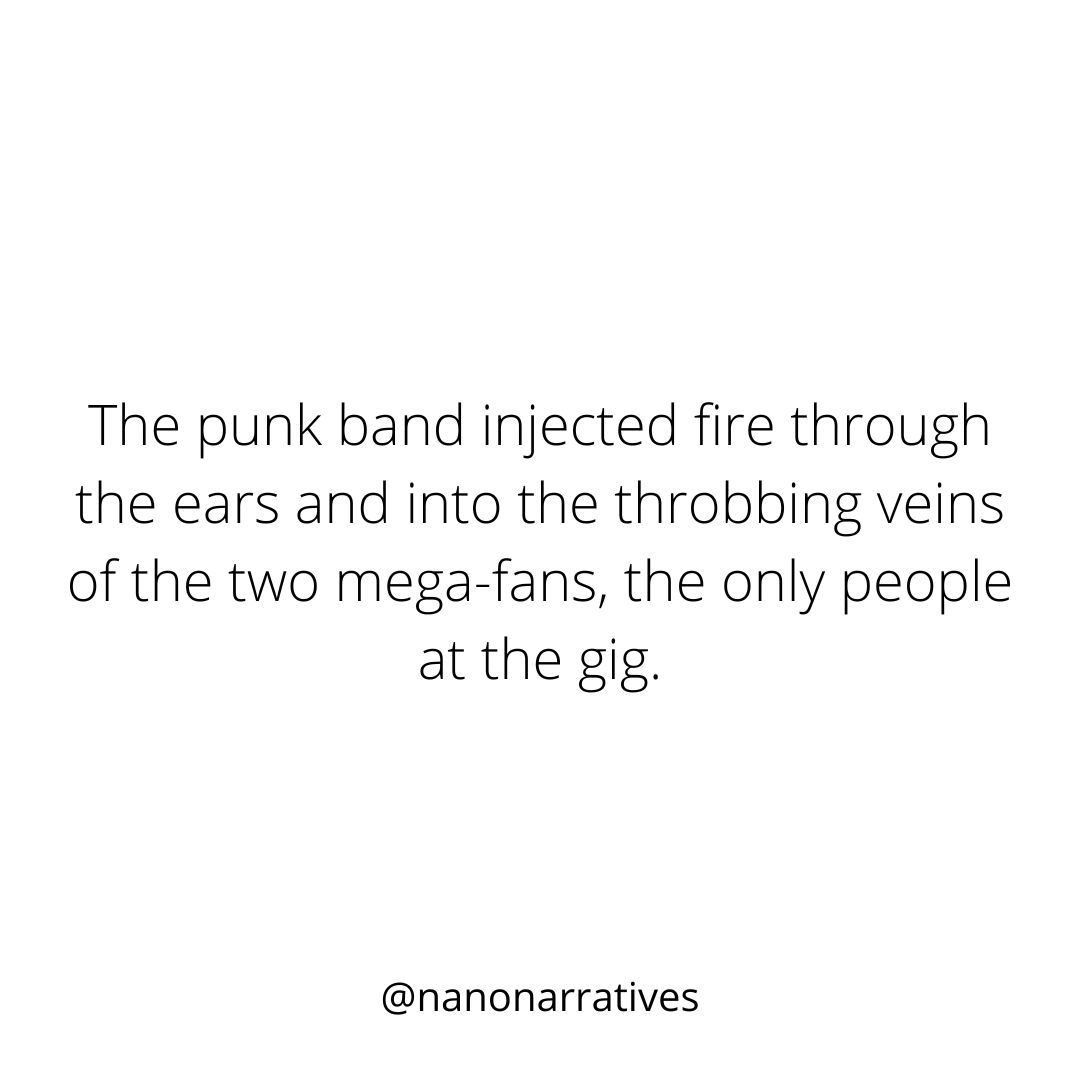 The punk band injected fire through
the ears and into the throbbing veins
of the two mega-fans, the only people
at the gig.
@nanonarratives